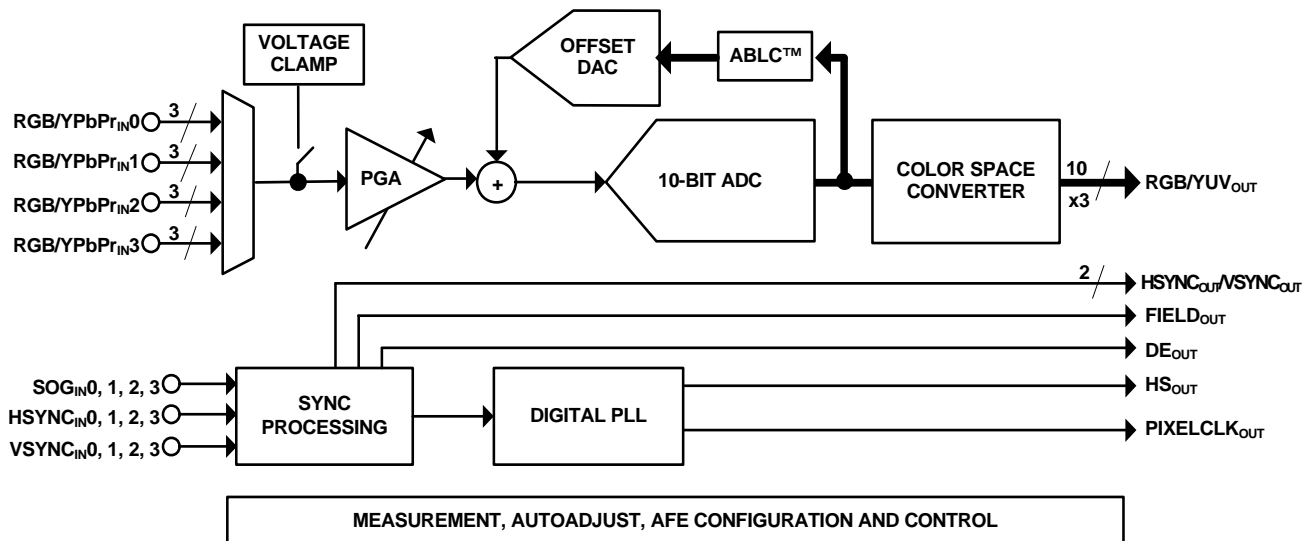 VOLTAGE
CLAMP
OFFSET
DAC
ABLC™
RGB/YPbPrIN0
3
RGB/YPbPrIN1
3
RGB/YPbPrIN2
3
RGB/YPbPrIN3
3
PGA
+
10-BIT ADC
COLOR SPACE
CONVERTER
10
x3
RGB/YUVOUT
2
HSYNCOUT/VSYNCOUT
FIELDOUT
DEOUT
HSOUT
PIXELCLKOUT
SOGIN0, 1, 2, 3
HSYNCIN0, 1, 2, 3
VSYNCIN0, 1, 2, 3
SYNC
PROCESSING
DIGITAL PLL
MEASUREMENT, AUTOADJUST, AFE CONFIGURATION AND CONTROL